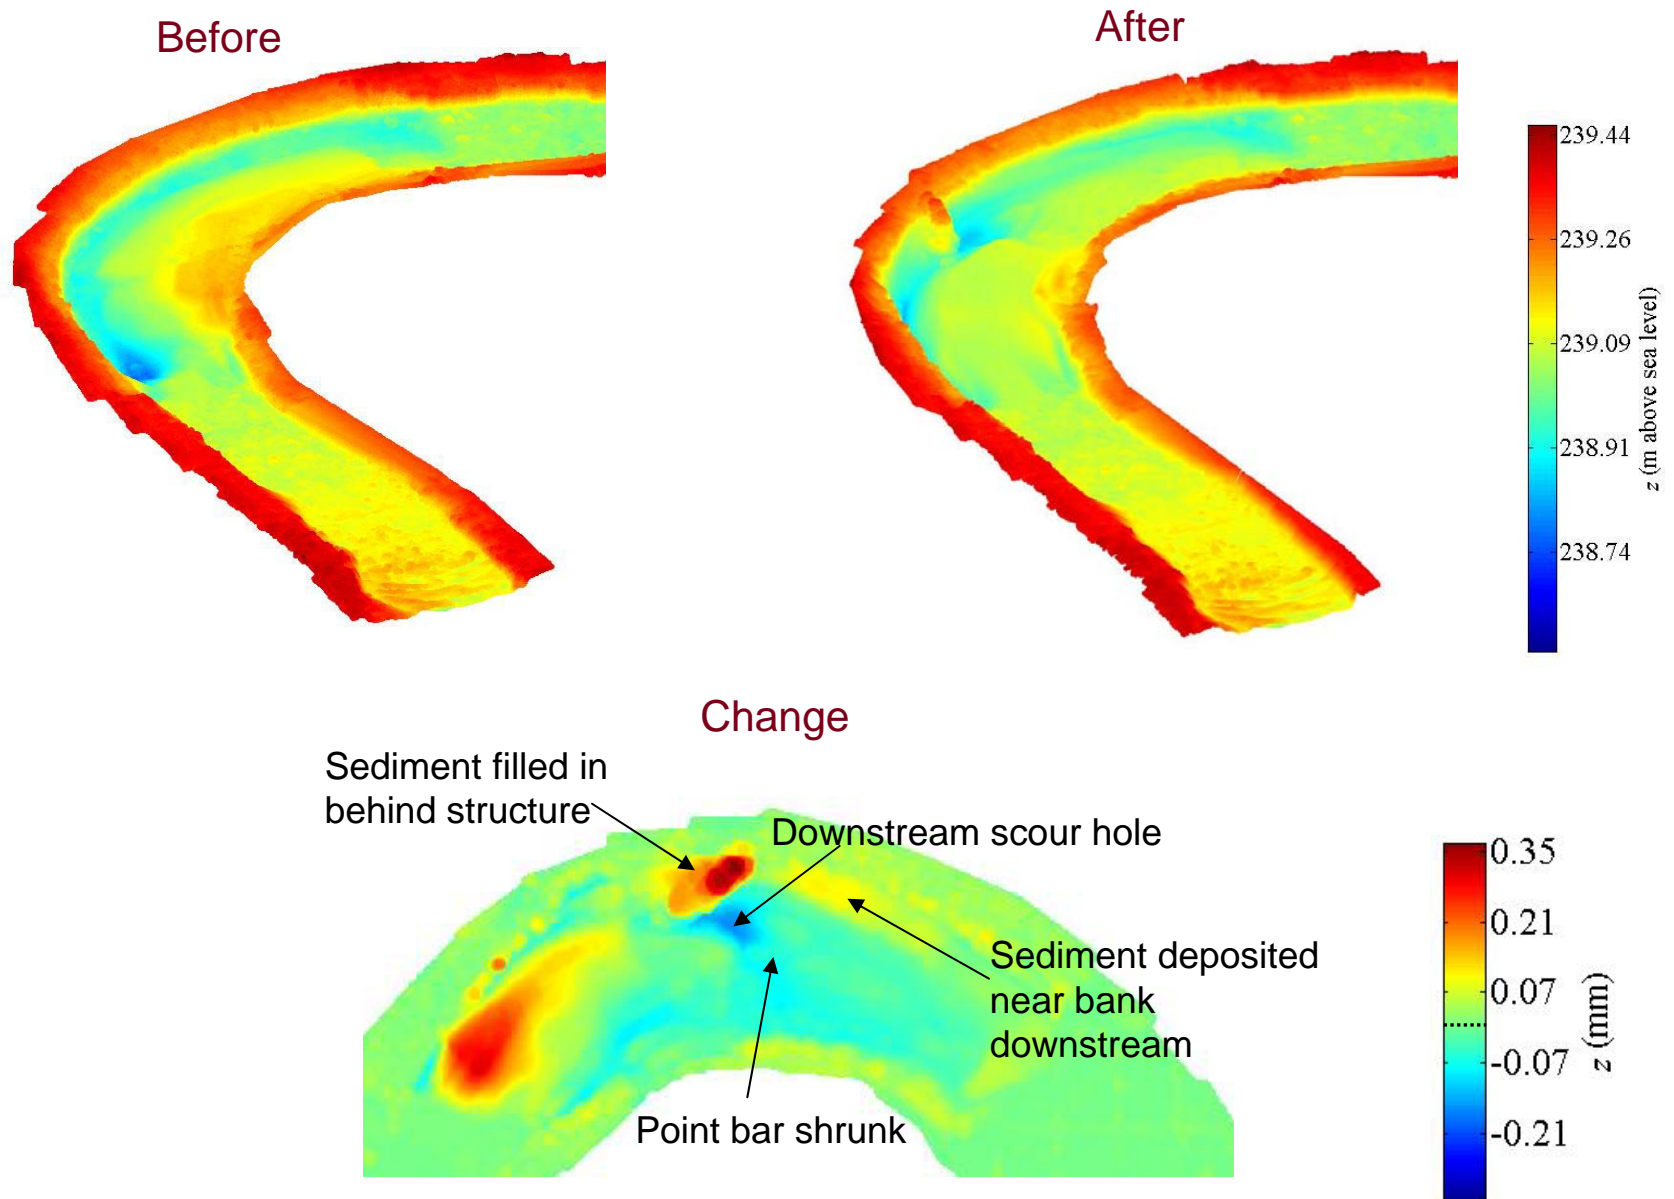 Before
After
239.44
239.26
239.09
238.91
238.74
z (m above sea level)
Change
Sediment filled in
behind structure
Downstream scour hole
Sediment deposited
near bank
downstream
Point bar shrunk
0.35
0.21
0.07
-0.07
-0.21
z (mm)